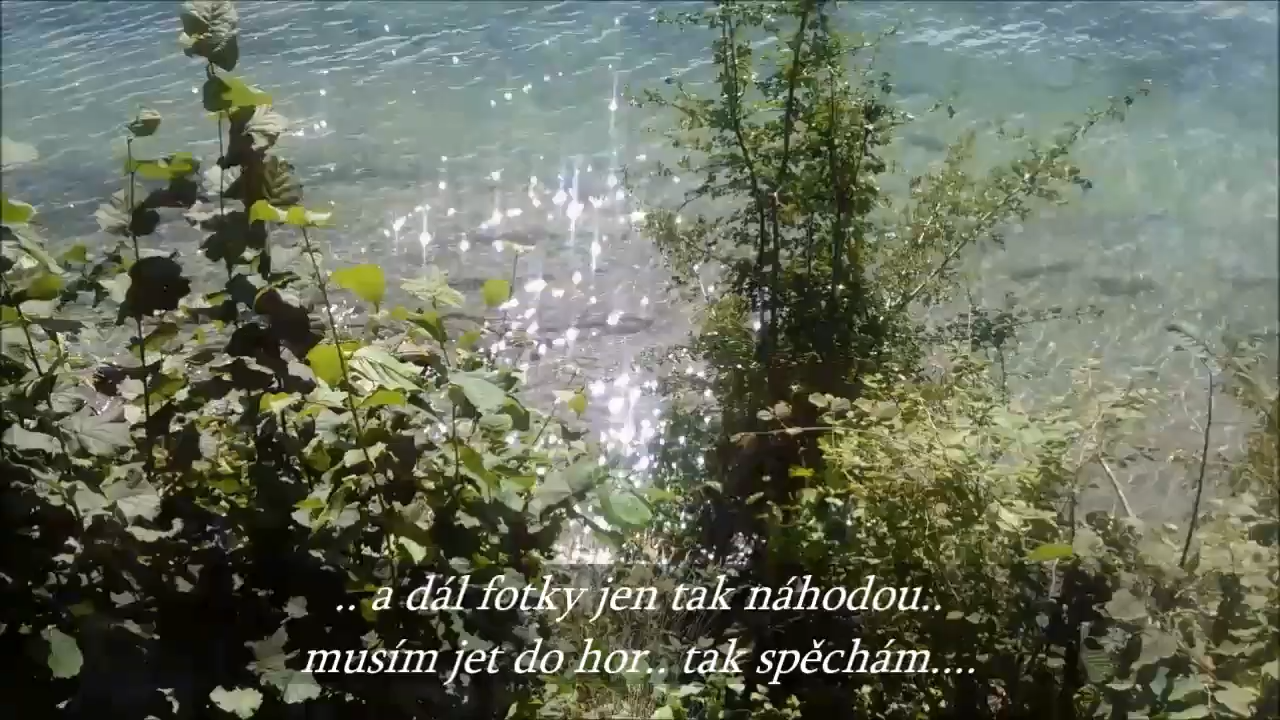 .. a dál fotky jen tak náhodou..
musím jet do hor.. tak spěchám....